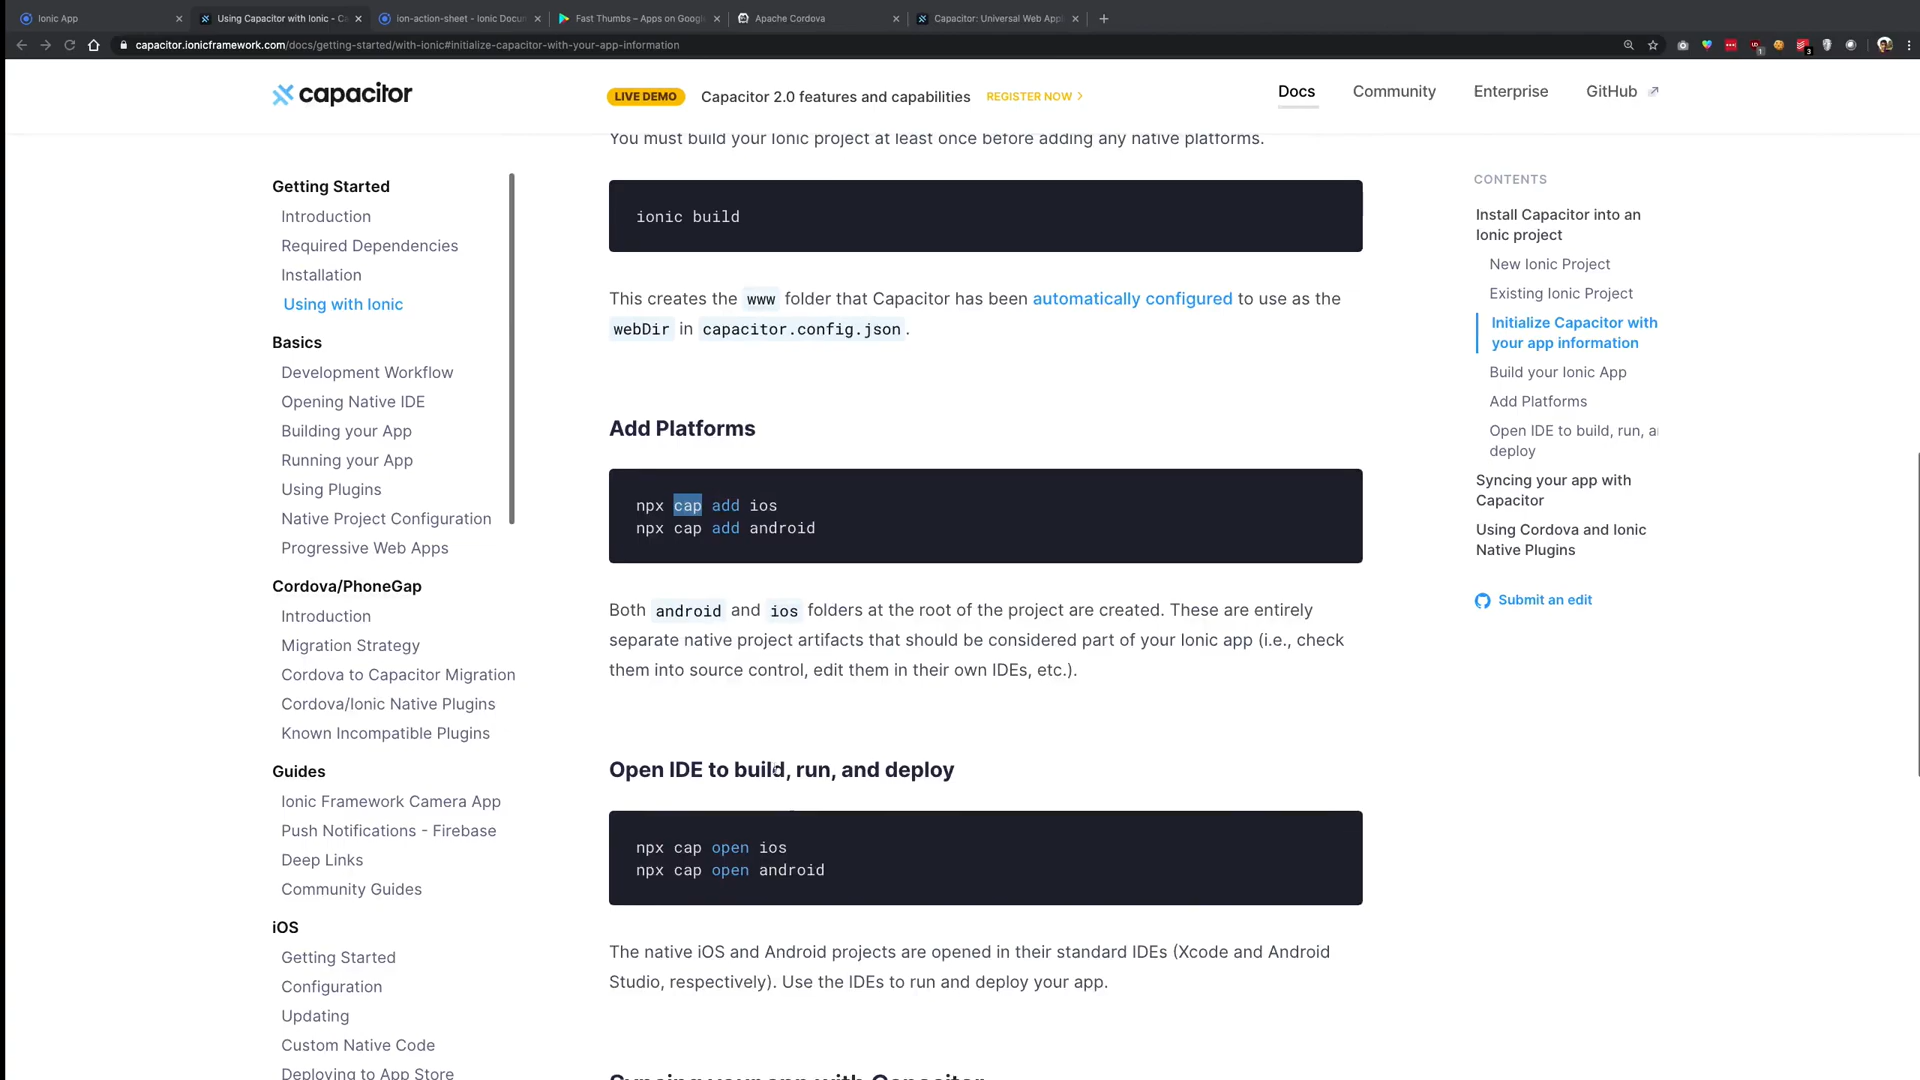 Ionic App
Using Capacitor with Ionic - C
ion-action-sheet - Ionic Docum
Fast Thumbs – Apps on Google
Apache Cordova
Capacitor: Universal Web App
capacitor.ionicframework.com/docs/getting-started/with-ionic#initialize-capacitor-with-your-app-information
capacitor
LIVE DEMO Capacitor 2.0 features and capabilities REGISTER NOW
Docs
Community
Enterprise
GitHub
Getting Started
Introduction
Required Dependencies
Installation
Using with Ionic
Basics
Development Workflow
Opening Native IDE
Building your App
Running your App
Using Plugins
Native Project Configuration
Progressive Web Apps
Cordova/PhoneGap
Introduction
Migration Strategy
Cordova to Capacitor Migration
Cordova/Ionic Native Plugins
Known Incompatible Plugins
Guides
Ionic Framework Camera App
Push Notifications - Firebase
Deep Links
Community Guides
iOS
Getting Started
Configuration
Updating
Custom Native Code
Deploying to App Store
You must build your Ionic project at least once before adding any native platforms.
ionic build
This creates the www folder that Capacitor has been automatically configured to use as the
webDir in capacitor.config.json.
Add Platforms
npx cap add ios
npx cap add android
Both android and ios folders at the root of the project are created. These are entirely
separate native project artifacts that should be considered part of your Ionic app (i.e., check
them into source control, edit them in their own IDEs, etc.).
Open IDE to build, run, and deploy
npx cap open ios
npx cap open android
The native iOS and Android projects are opened in their standard IDEs (Xcode and Android
Studio, respectively). Use the IDEs to run and deploy your app.
Syncing your app with Capacitor
CONTENTS
Install Capacitor into an
Ionic project
New Ionic Project
Existing Ionic Project
Initialize Capacitor with
your app information
Build your Ionic App
Add Platforms
Open IDE to build, run, a
deploy
Syncing your app with
Capacitor
Using Cordova and Ionic
Native Plugins
Submit an edit